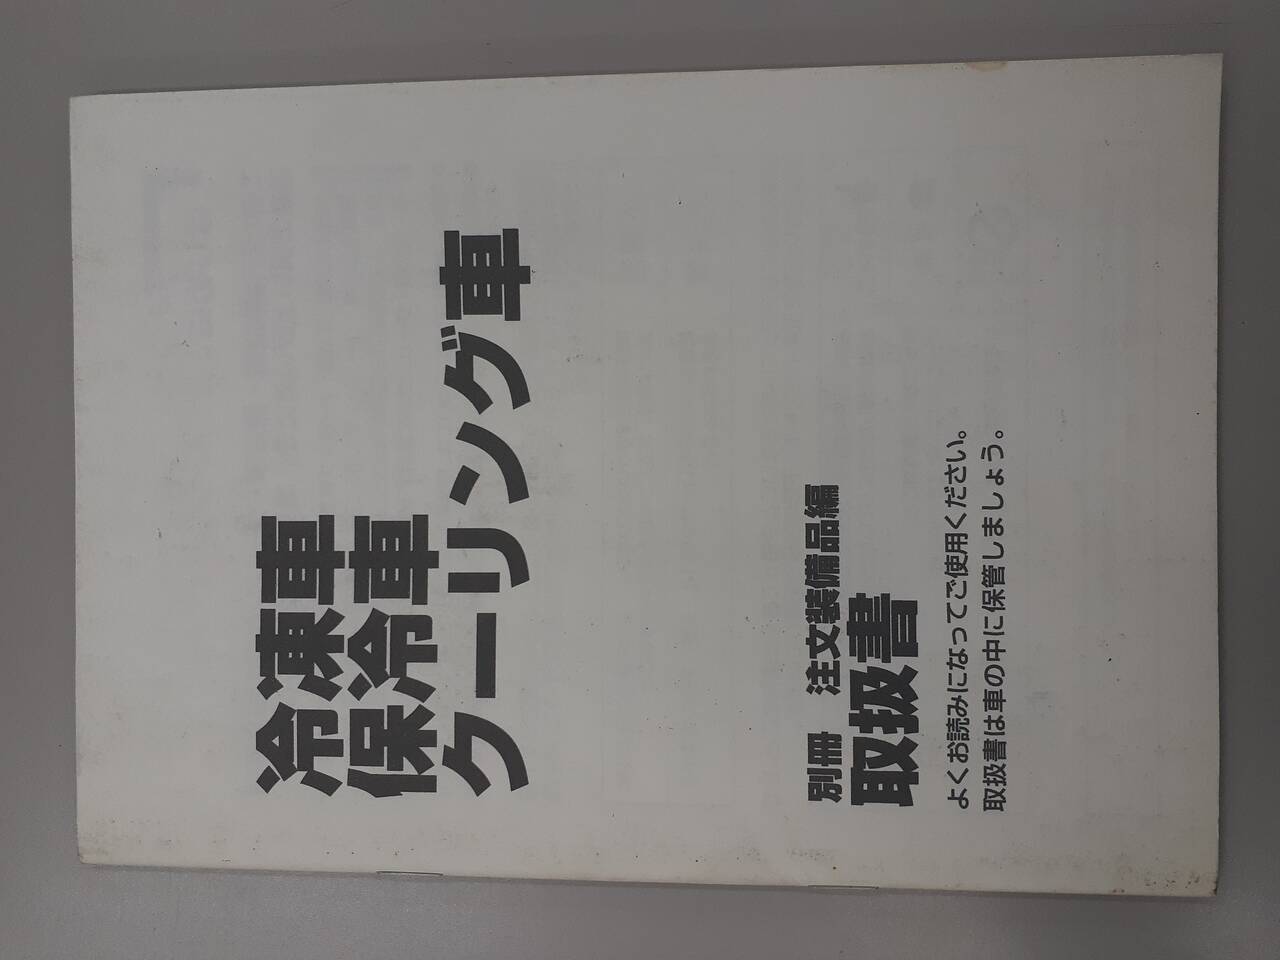 冷凍車
保冷車
クーリング車
別冊　注文装備品編
取扱書
よくお読みになってご使用ください。
取扱書は車の中に保管しましょう。